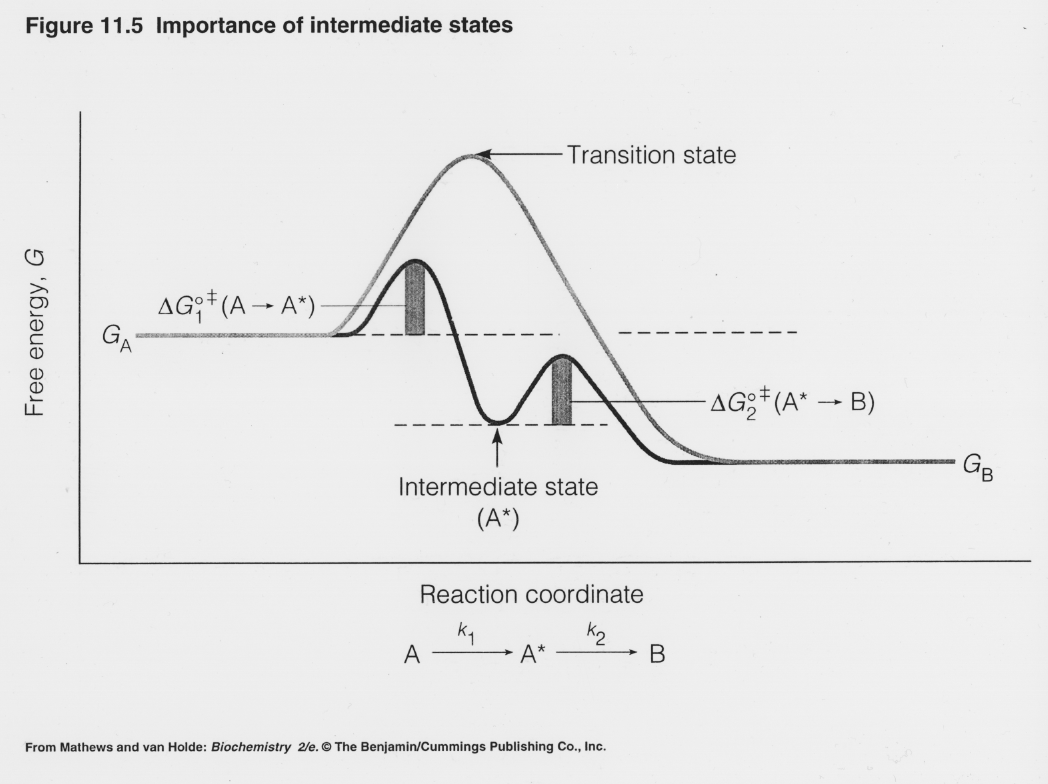 Figure 11.5 Importance of intermediate states
Transition state
ΔG₁°‡(A → A*)
G_A
Free energy, G
ΔG₂°‡(A* → B)
G_B
Intermediate state
(A*)
Reaction coordinate
k₁ k₂
A → A* → B
From Mathews and van Holde: Biochemistry 2/e. © The Benjamin/Cummings Publishing Co., Inc.